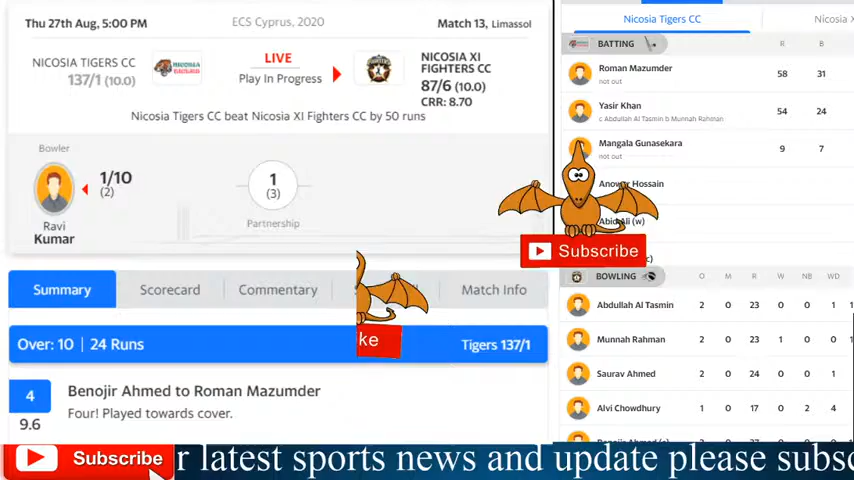 Thu 27th Aug, 5:00 PM
ECS Cyprus, 2020
Match 13, Limassol
NICOSIA TIGERS CC
137/1 (10.0)
LIVE
Play In Progress
NICOSIA XI
FIGHTERS CC
87/6 (10.0)
CRR: 8.70
Nicosia Tigers CC beat Nicosia XI Fighters CC by 50 runs
Bowler
1/10
(2)
Ravi
Kumar
1
(3)
Partnership
Summary
Scorecard
Commentary
Match Info
ke
Over: 10 | 24 Runs
Tigers 137/1
4
9.6
Benojir Ahmed to Roman Mazumder
Four! Played towards cover.
Nicosia Tigers CC
Nicosia X
BATTING
R B
Roman Mazumder 58 31
not out
Yasir Khan 54 24
c Abdullah Al Tasmin b Munnah Rahman
Mangala Gunasekara 9 7
not out
Hossain
(w)
Subscribe
BOWLING O M R W NB WD
Abdullah Al Tasmin 2 0 23 0 0 1
Munnah Rahman 2 0 23 1 0 0
Saurav Ahmed 2 0 24 0 0 1
Alvi Chowdhury 1 0 17 0 2 4
Subscribe
r latest sports news and update please subsc